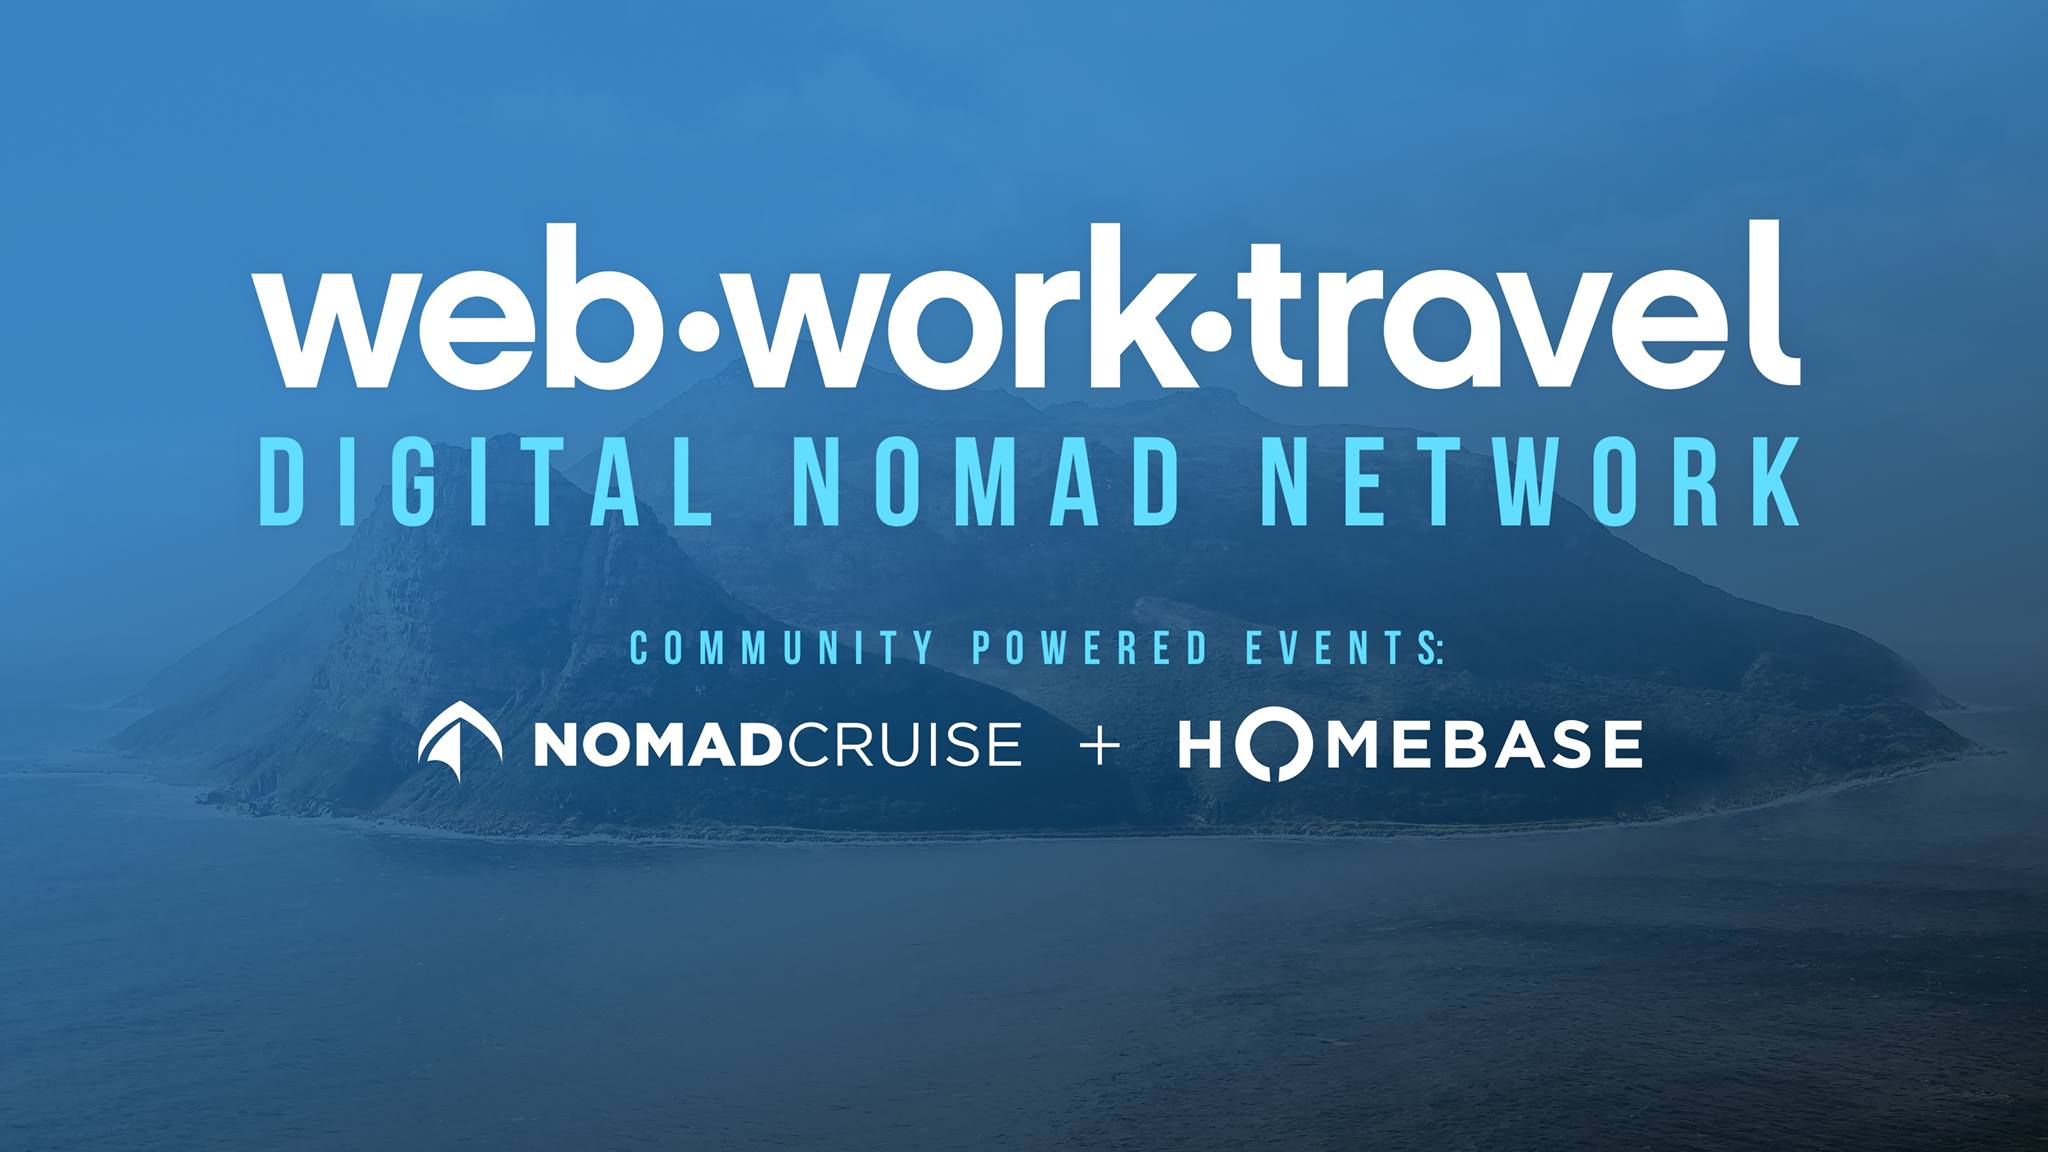 web•work•travel
DIGITAL NOMAD NETWORK
COMMUNITY POWERED EVENTS:
NOMADCRUISE + HOMEBASE